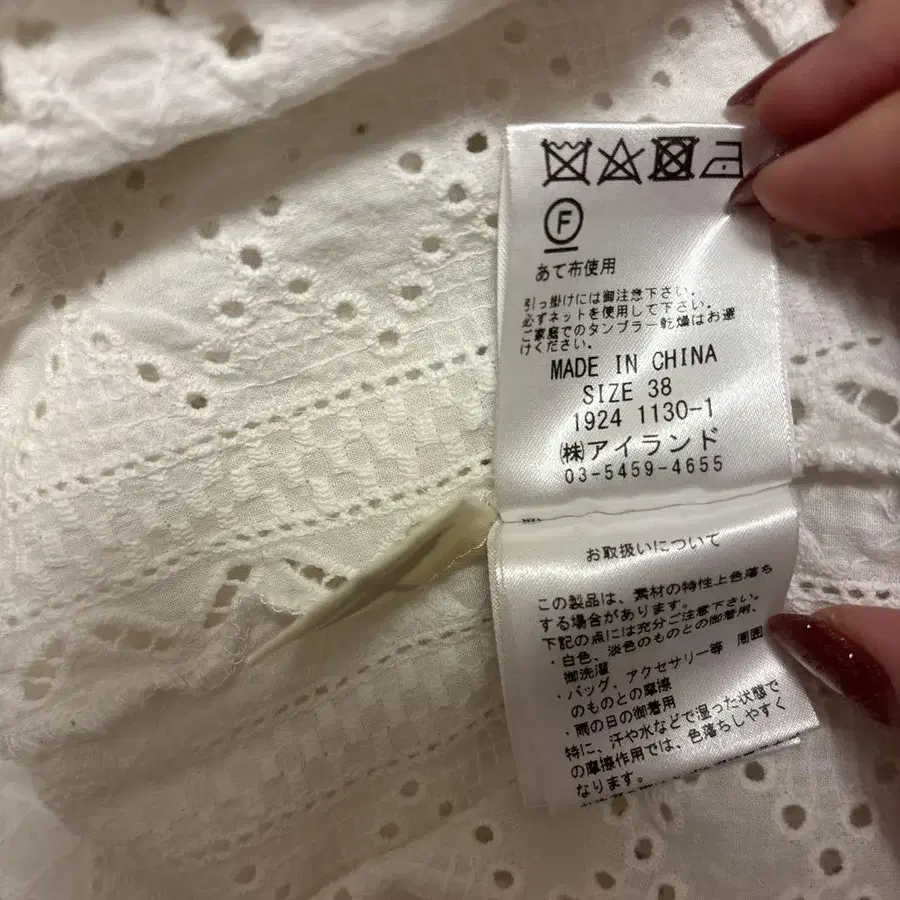 F
あて布使用
引っ掛けには御注意下さい。
必ずネットを使用して下さい。
ご家庭でのタンブラー乾燥はお避
けください。
MADE IN CHINA
SIZE 38
1924 1130-1
㈱アイランド
03-5459-4655
お取扱いについて
この製品は、素材の特性上色落ち
する場合があります。
下記の点には充分ご注意下さい。
・白色、淡色のものとの御着用、
御洗濯
・バッグ、アクセサリー等 周囲
のものとの摩擦
・雨の日の御着用
特に、汗や水などで湿った状態で
の摩擦作用では、色落ちしやすく
なります。